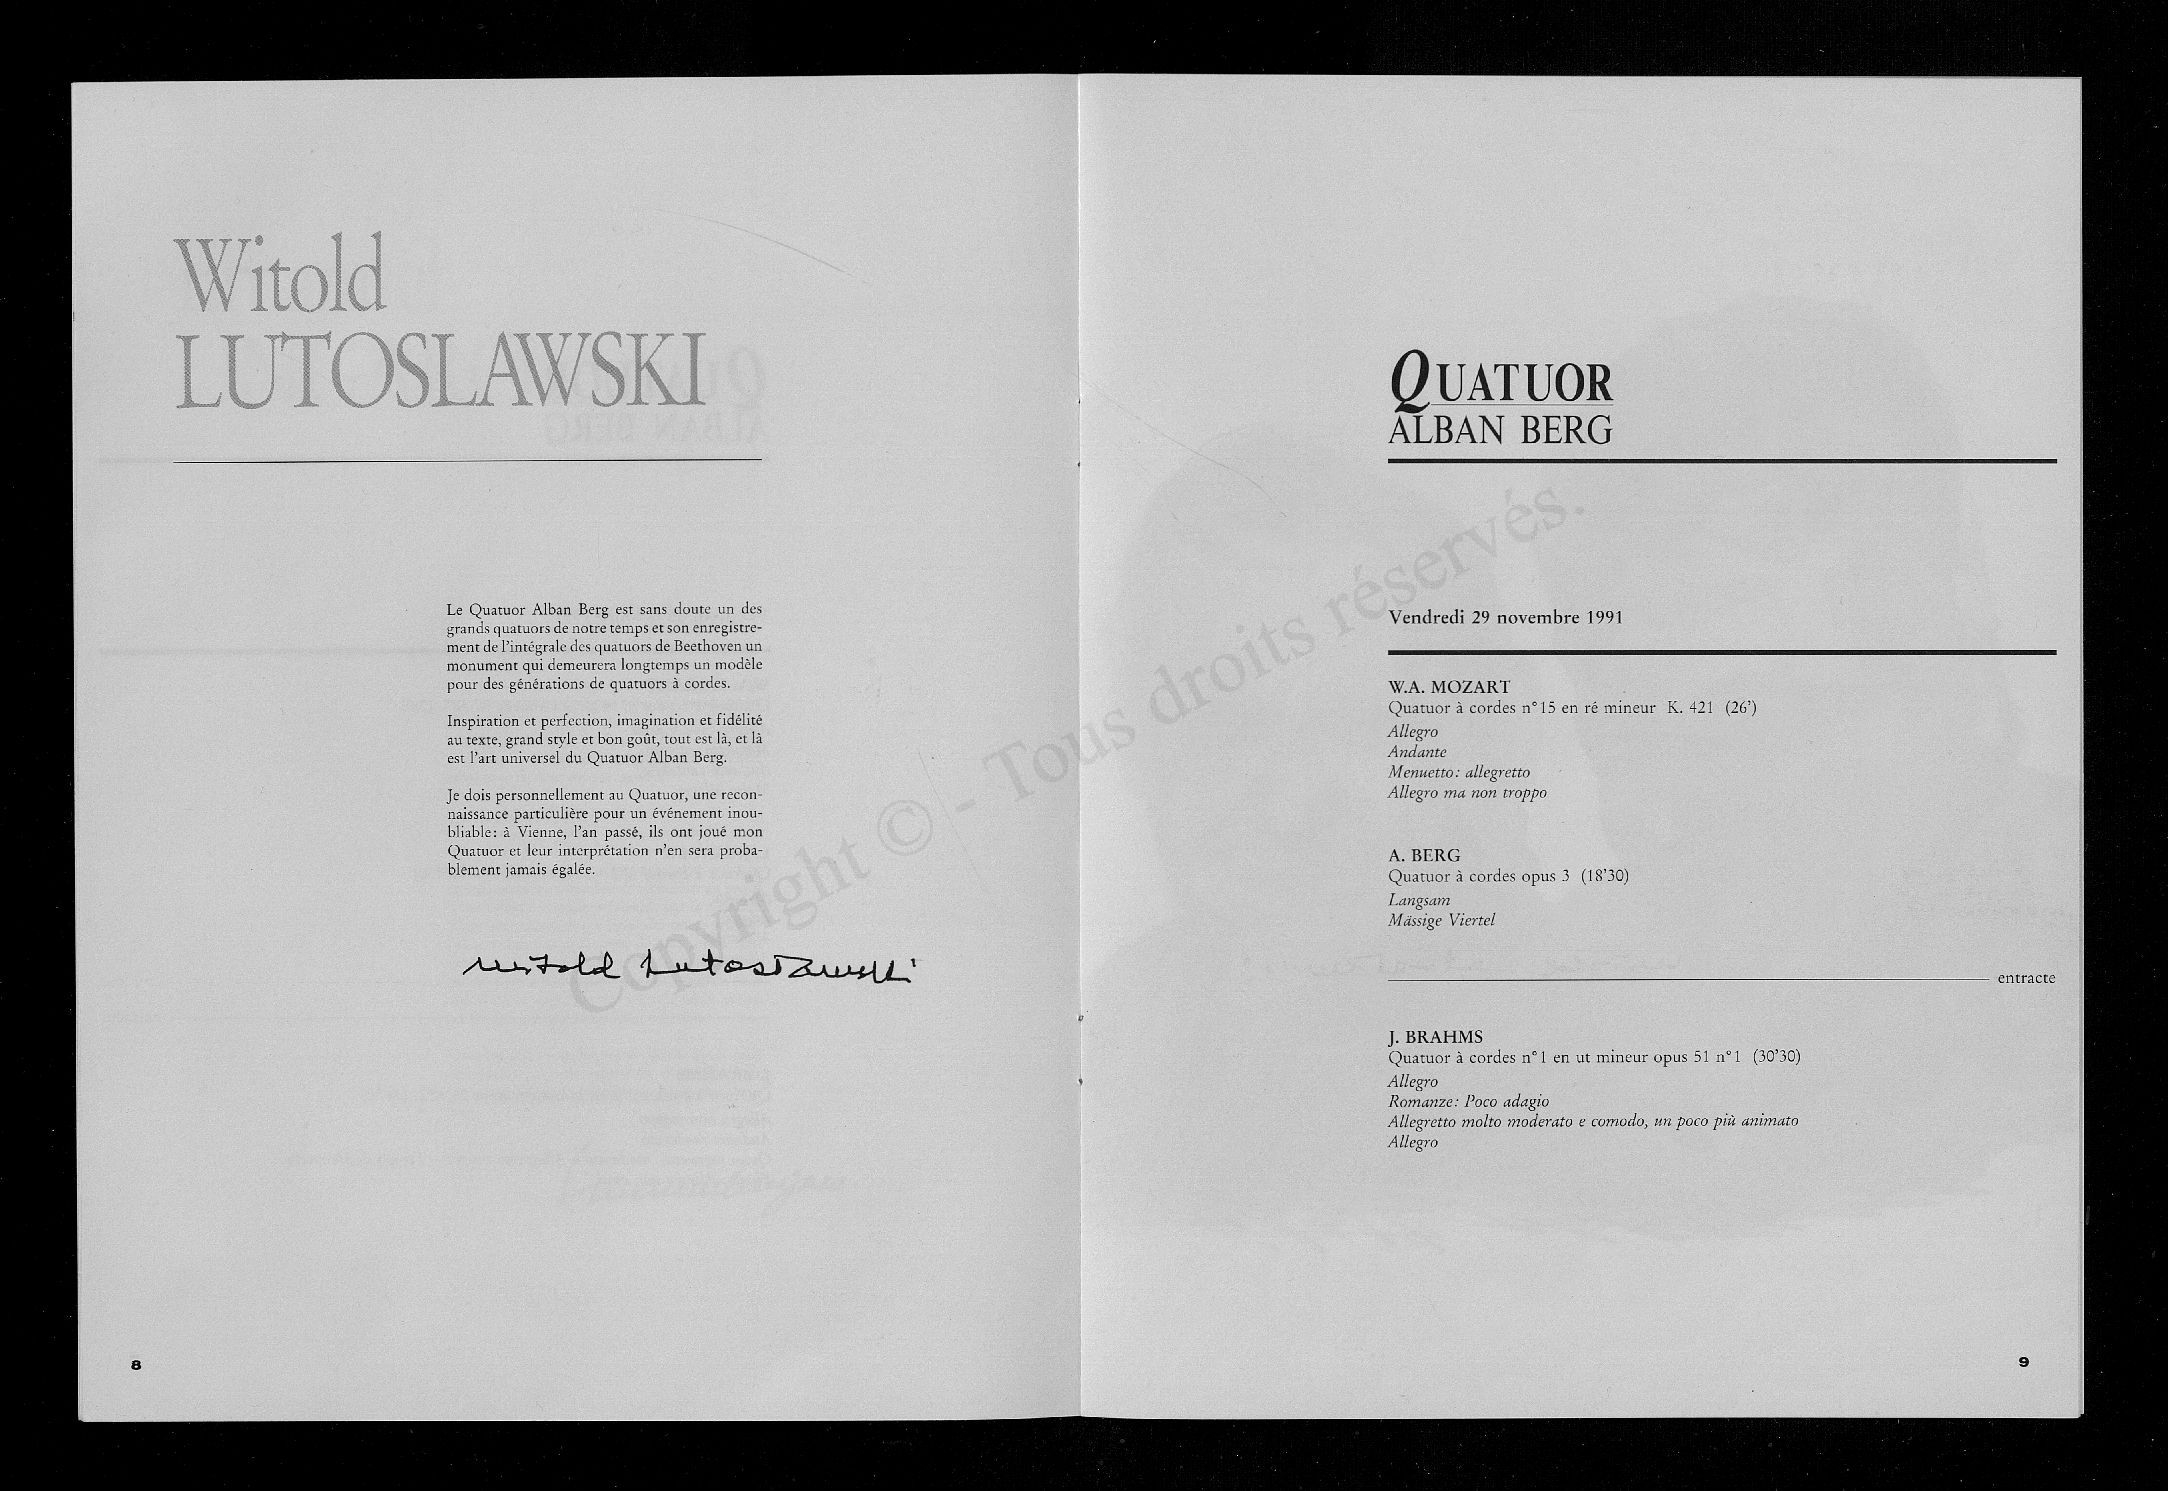 Witold
LUTOSLAWSKI
Le Quatuor Alban Berg est sans doute un des
grands quatuors de notre temps et son enregistre-
ment de l'intégrale des quatuors de Beethoven un
monument qui demeurera longtemps un modèle
pour des générations de quatuors à cordes.
Inspiration et perfection, imagination et fidélité
au texte, grand style et bon goût, tout est là, et là
est l'art universel du Quatuor Alban Berg.
Je dois personnellement au Quatuor, une recon-
naissance particulière pour un événement inou-
bliable: à Vienne, l'an passé, ils ont joué mon
Quatuor et leur interprétation n'en sera proba-
blement jamais égalée.
Witold Lutosławski
8
QUATUOR
ALBAN BERG
Vendredi 29 novembre 1991
W.A. MOZART
Quatuor à cordes n° 15 en ré mineur K. 421 (26')
Allegro
Andante
Menuetto: allegretto
Allegro ma non troppo
A. BERG
Quatuor à cordes opus 3 (18'30)
Langsam
Mässige Viertel
entracte
J. BRAHMS
Quatuor à cordes n° 1 en ut mineur opus 51 n° 1 (30'30)
Allegro
Romanze: Poco adagio
Allegretto molto moderato e comodo, un poco più animato
Allegro
9
Copyright © - Tous droits réservés.